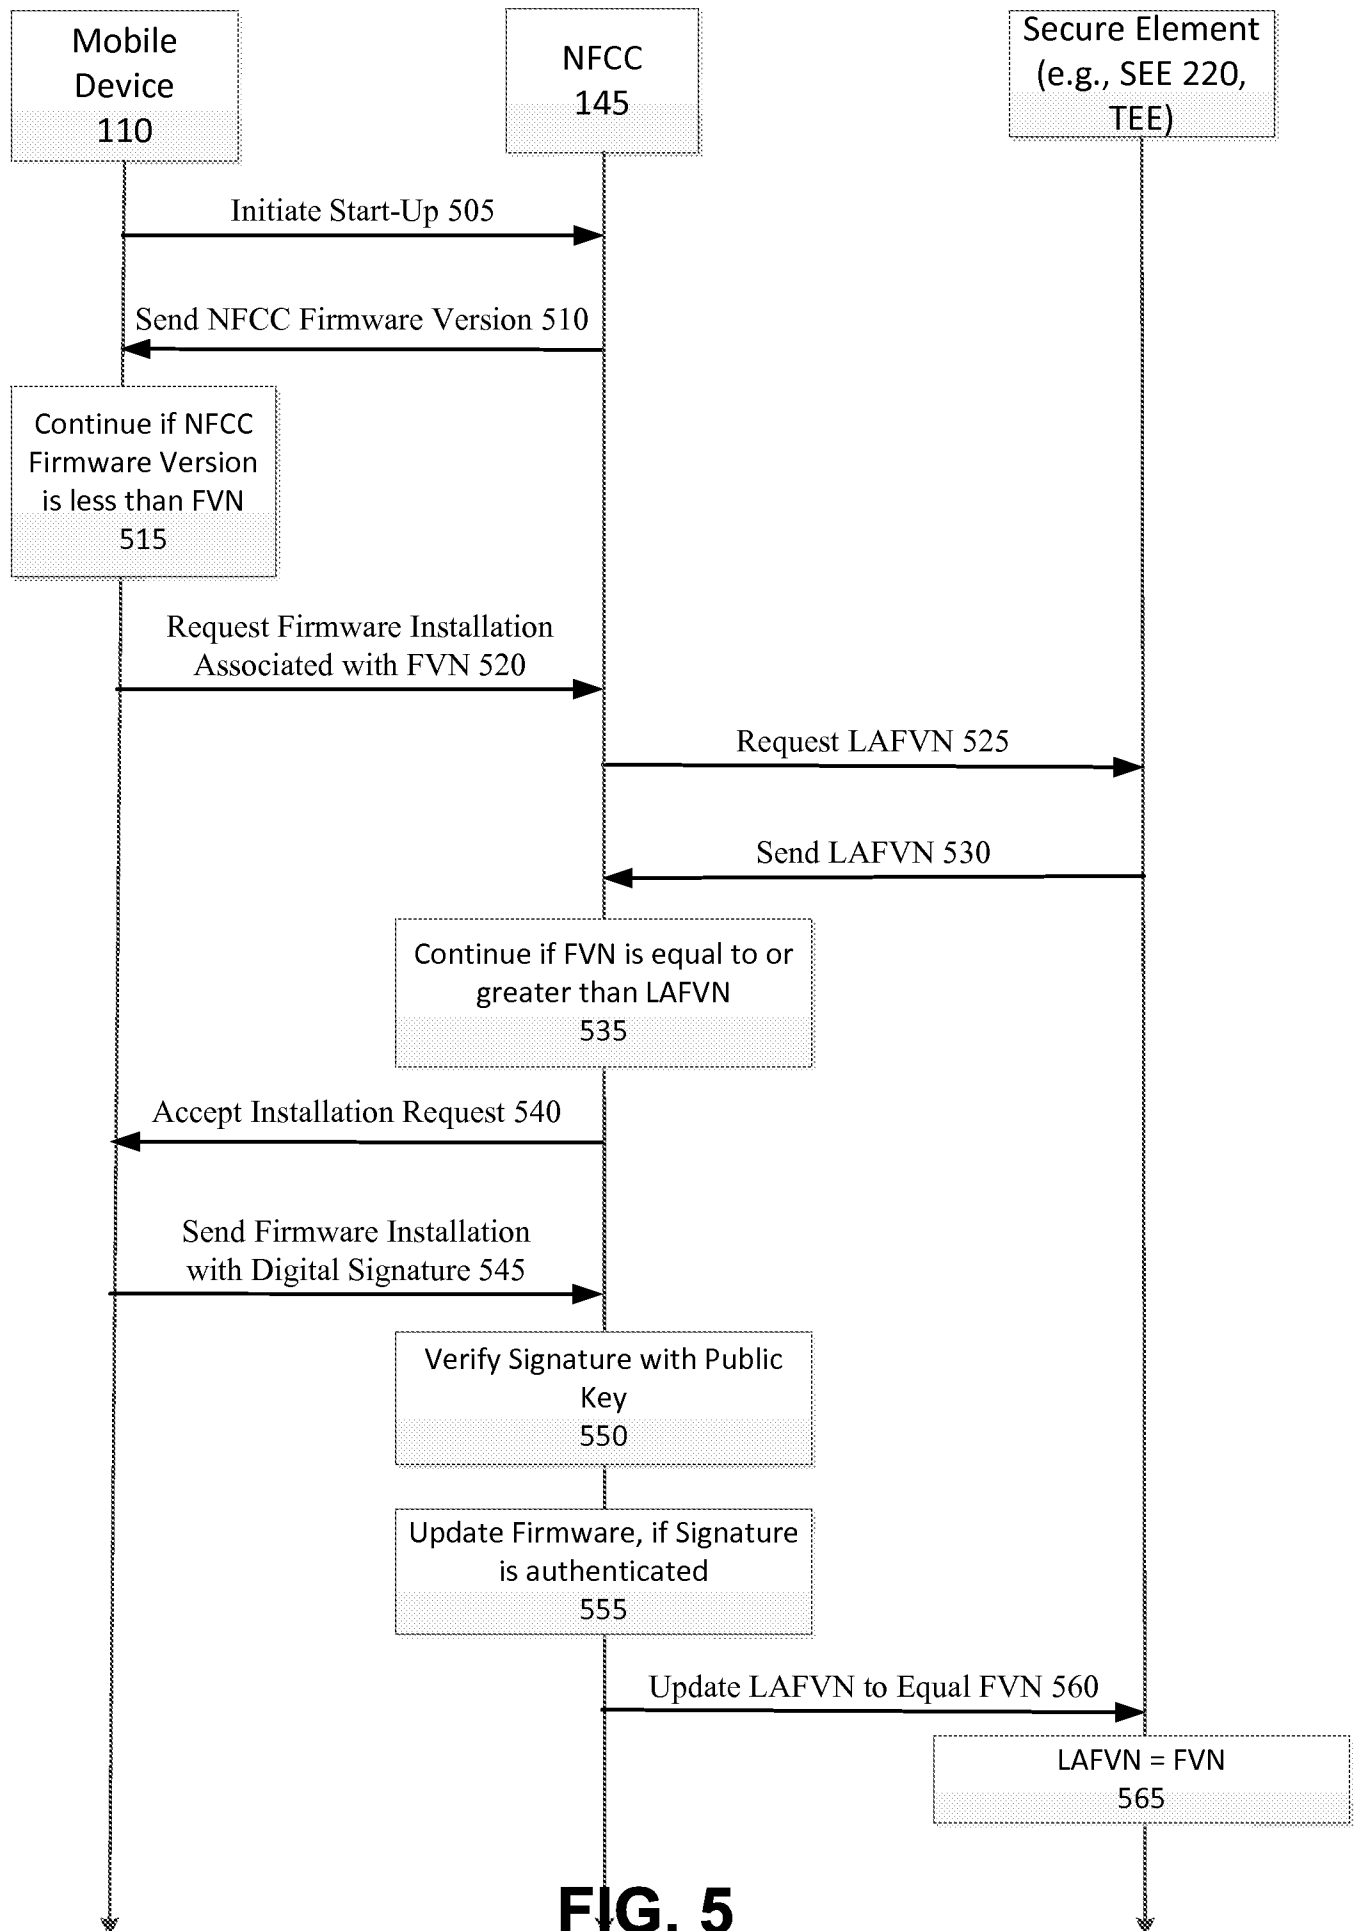 Mobile
Device
110
NFCC
145
Secure Element
(e.g., SEE 220,
TEE)
Initiate Start-Up 505
Send NFCC Firmware Version 510
Continue if NFCC
Firmware Version
is less than FVN
515
Request Firmware Installation
Associated with FVN 520
Request LAFVN 525
Send LAFVN 530
Continue if FVN is equal to or
greater than LAFVN
535
Accept Installation Request 540
Send Firmware Installation
with Digital Signature 545
Verify Signature with Public
Key
550
Update Firmware, if Signature
is authenticated
555
Update LAFVN to Equal FVN 560
LAFVN = FVN
565
FIG. 5